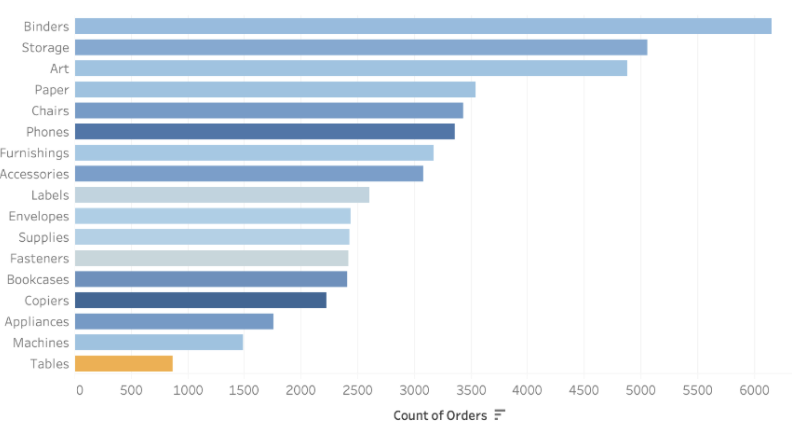 Binders
Storage
Art
Paper
Chairs
Phones
Furnishings
Accessories
Labels
Envelopes
Supplies
Fasteners
Bookcases
Copiers
Appliances
Machines
Tables
0 500 1000 1500 2000 2500 3000 3500 4000 4500 5000 5500 6000
Count of Orders